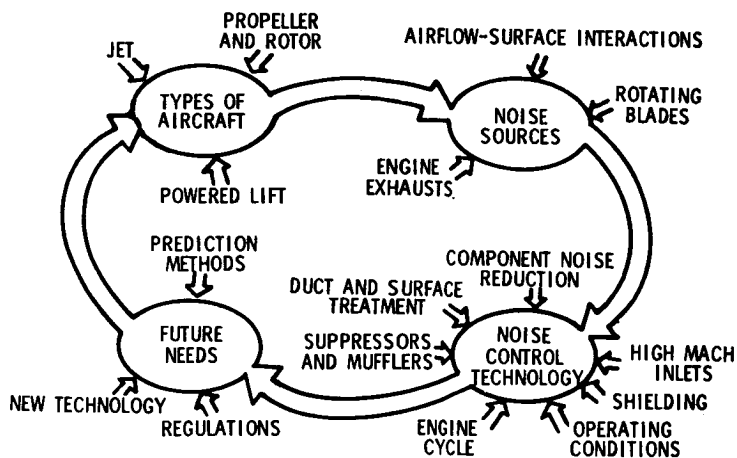 PROPELLER
AND ROTOR
JET
TYPES OF
AIRCRAFT
POWERED LIFT
AIRFLOW-SURFACE INTERACTIONS
ROTATING
BLADES
NOISE
SOURCES
ENGINE
EXHAUSTS
PREDICTION
METHODS
FUTURE
NEEDS
NEW TECHNOLOGY
REGULATIONS
COMPONENT NOISE
REDUCTION
DUCT AND SURFACE
TREATMENT
SUPPRESSORS
AND MUFFLERS
NOISE
CONTROL
TECHNOLOGY
HIGH MACH
INLETS
SHIELDING
OPERATING
CONDITIONS
ENGINE
CYCLE